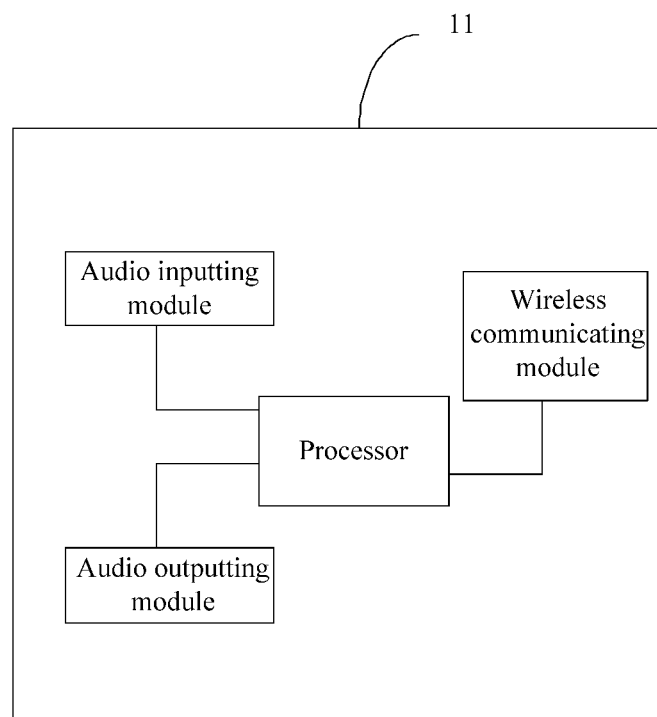 11
Audio inputting
module
Wireless
communicating
module
Processor
Audio outputting
module